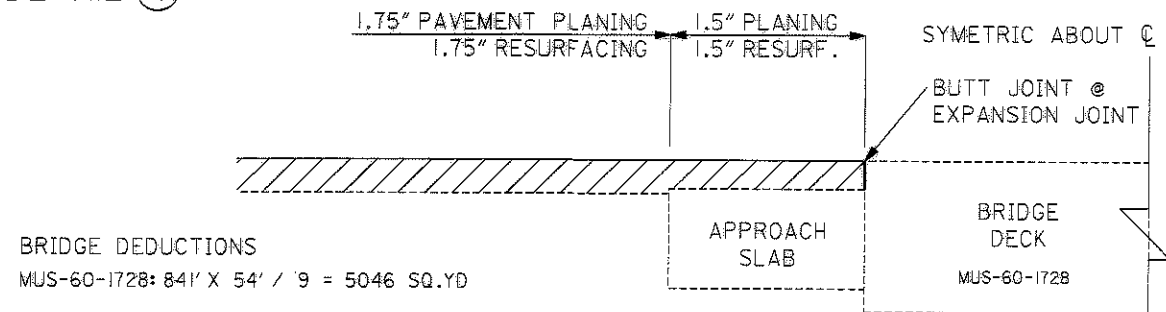 4
1.75" PAVEMENT PLANING
1.75" RESURFACING
1.5" PLANING
1.5" RESURF.
SYMETRIC ABOUT ℄
BUTT JOINT @
EXPANSION JOINT
APPROACH
SLAB
BRIDGE
DECK
MUS-60-1728
BRIDGE DEDUCTIONS
MUS-60-1728: 841' X 54' / 9 = 5046 SQ.YD